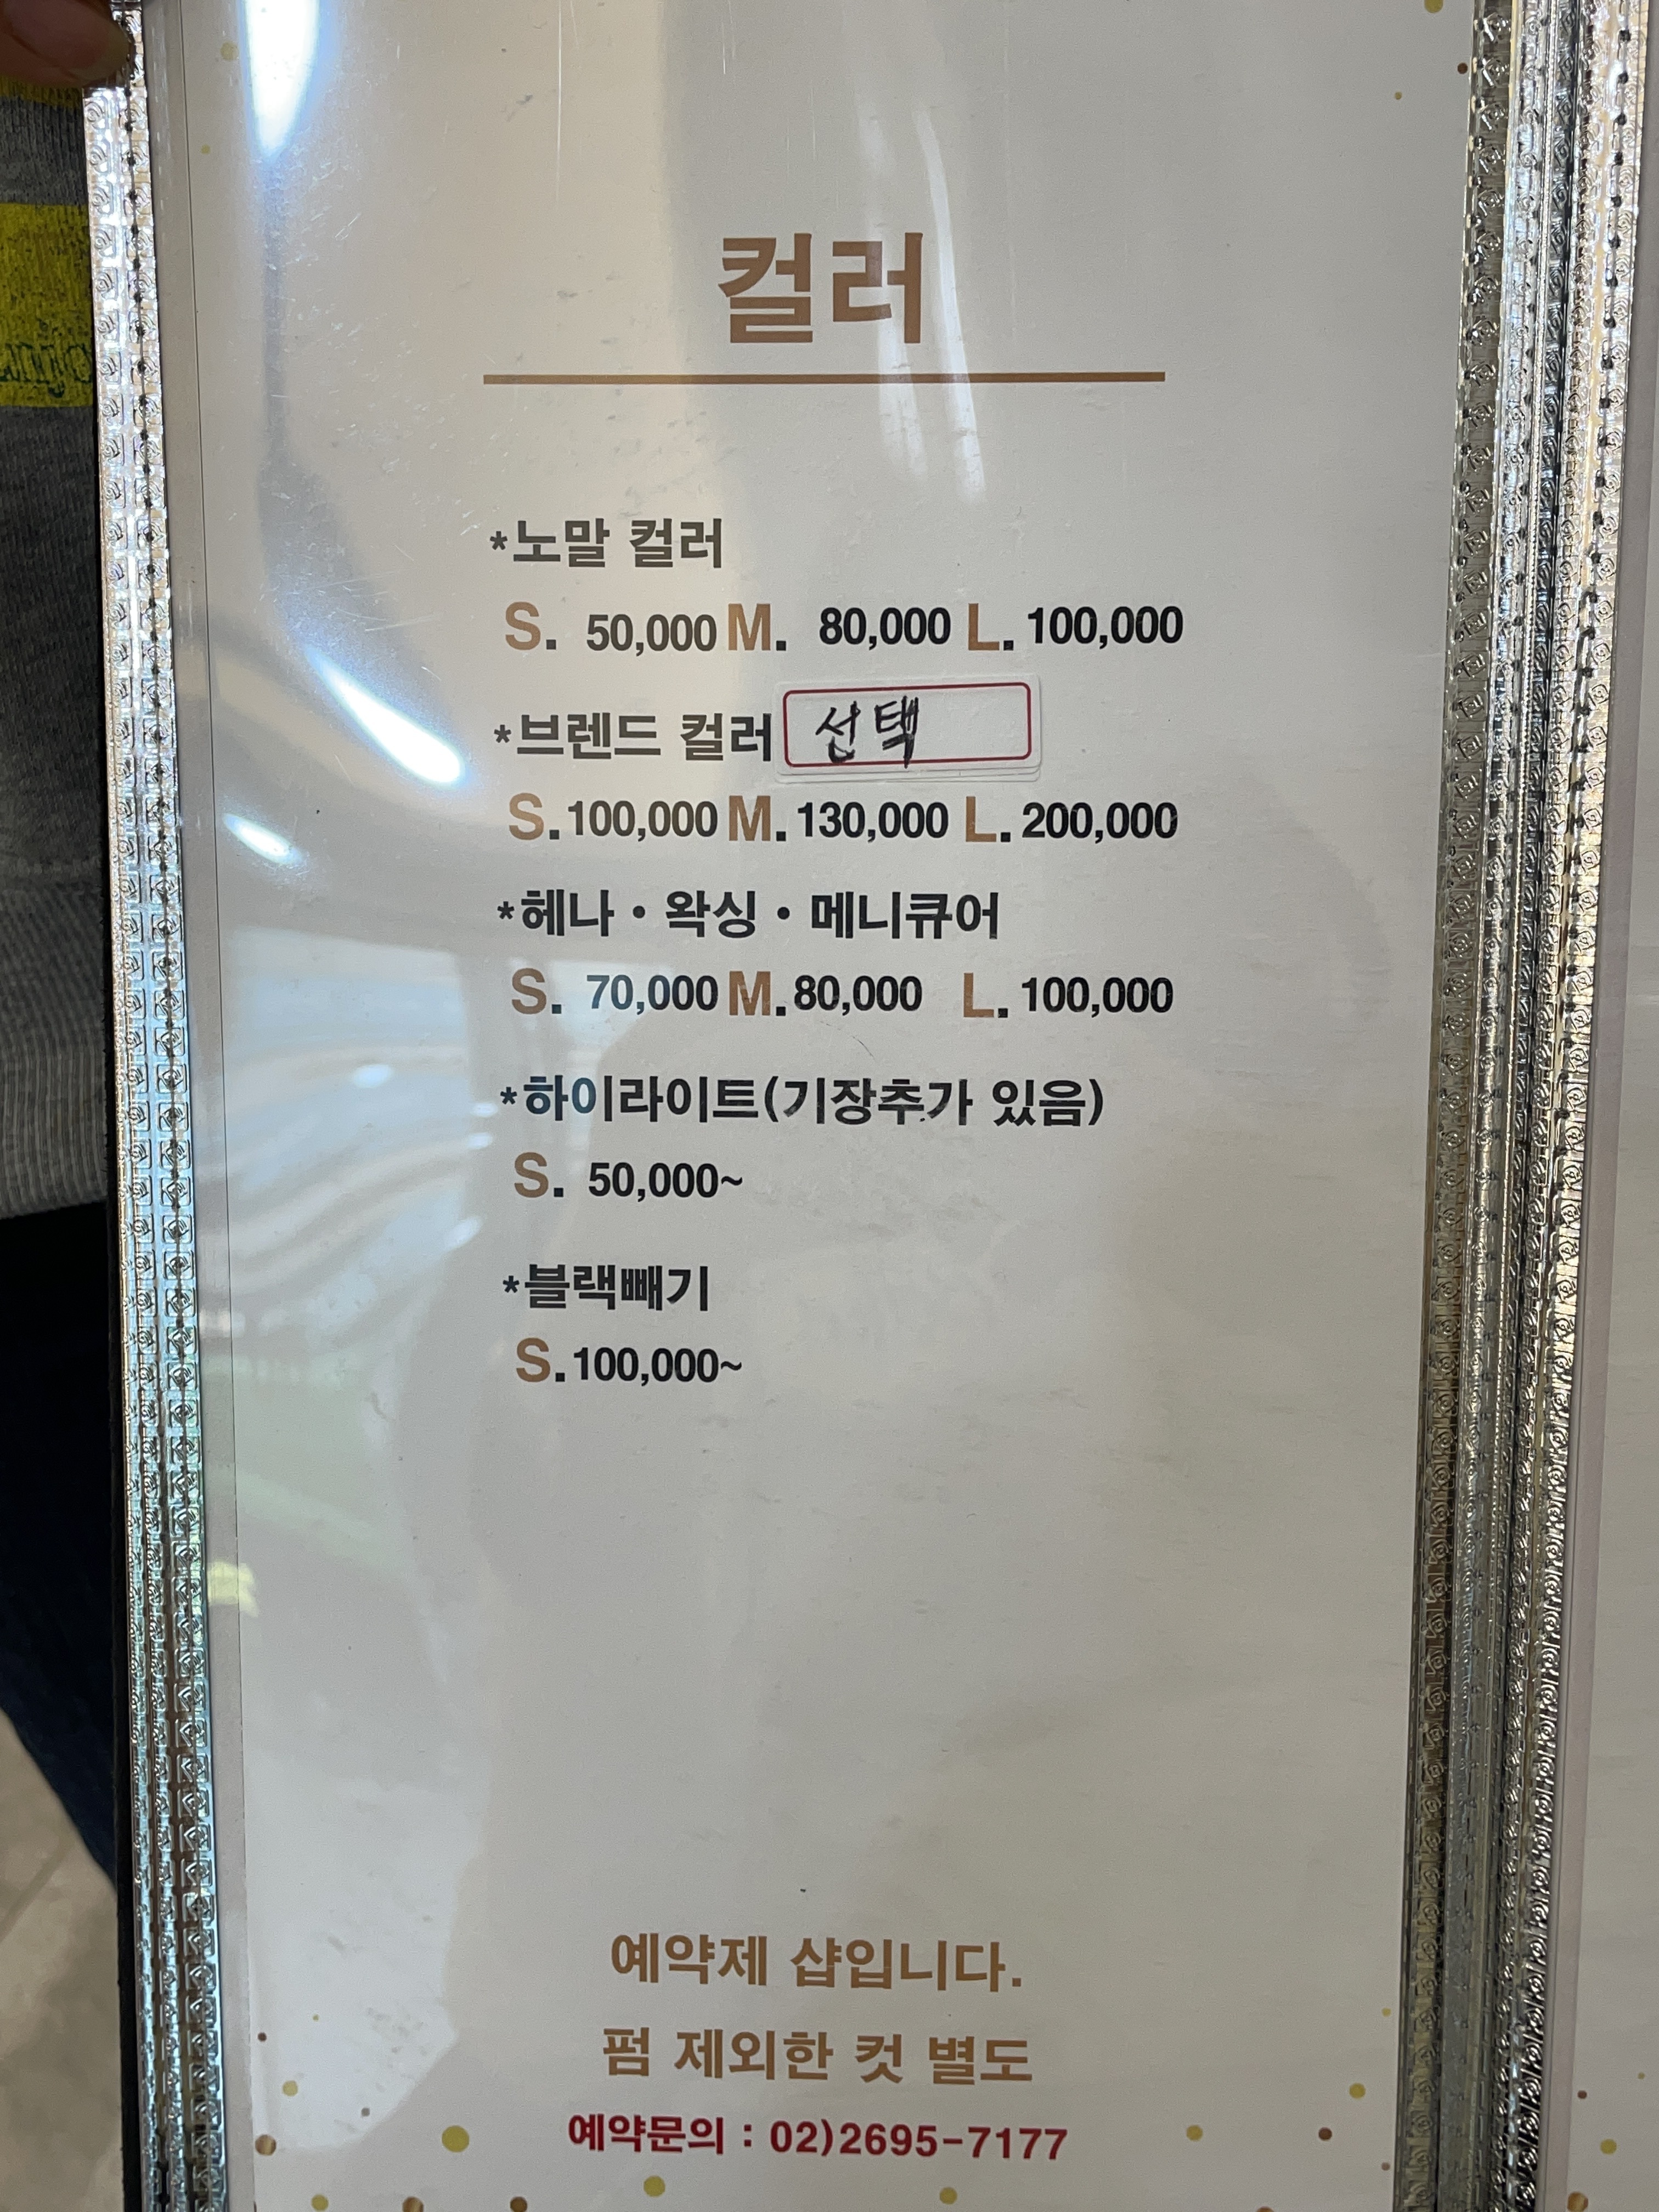 컬러
*노말 컬러
S. 50,000 M. 80,000 L. 100,000
*브렌드 컬러 선택
S. 100,000 M. 130,000 L. 200,000
*헤나 • 왁싱 • 메니큐어
S. 70,000 M. 80,000 L. 100,000
*하이라이트(기장추가 있음)
S. 50,000~
*블랙빼기
S. 100,000~
예약제 샵입니다.
펌 제외한 컷 별도
예약문의 : 02)2695-7177